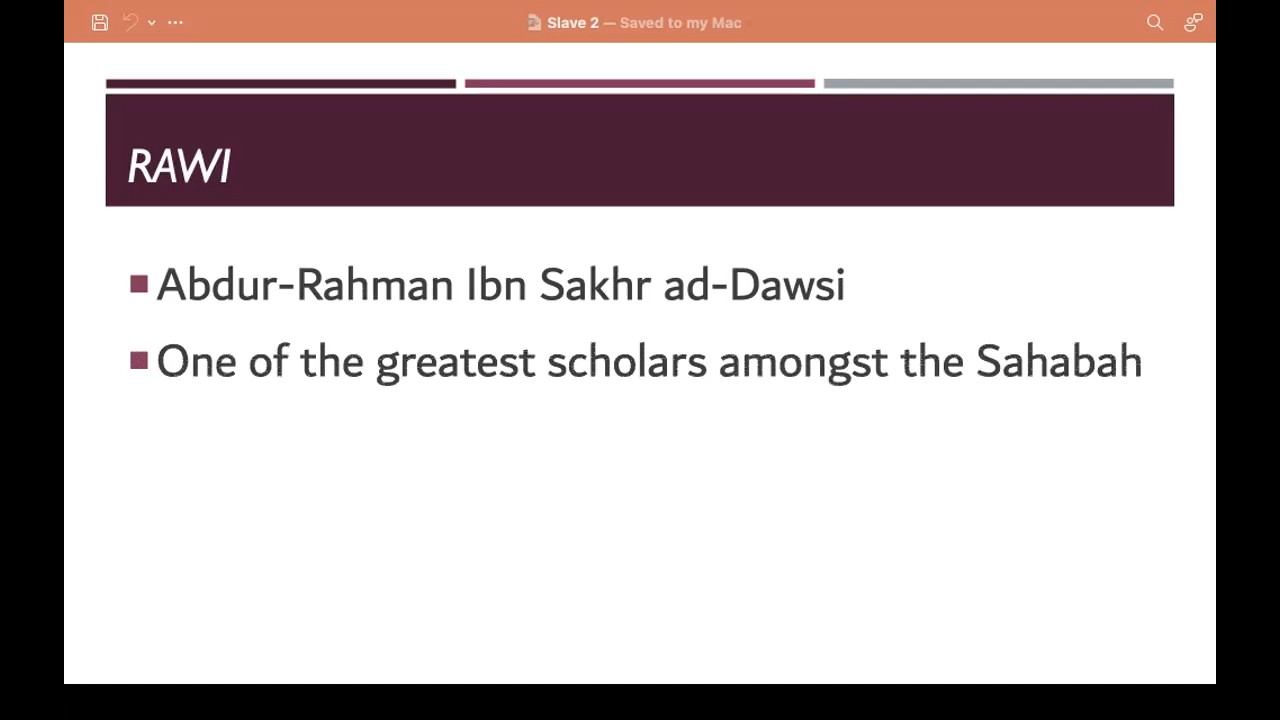 Slave 2 — Saved to my Mac
RAWI
Abdur-Rahman Ibn Sakhr ad-Dawsi
One of the greatest scholars amongst the Sahabah